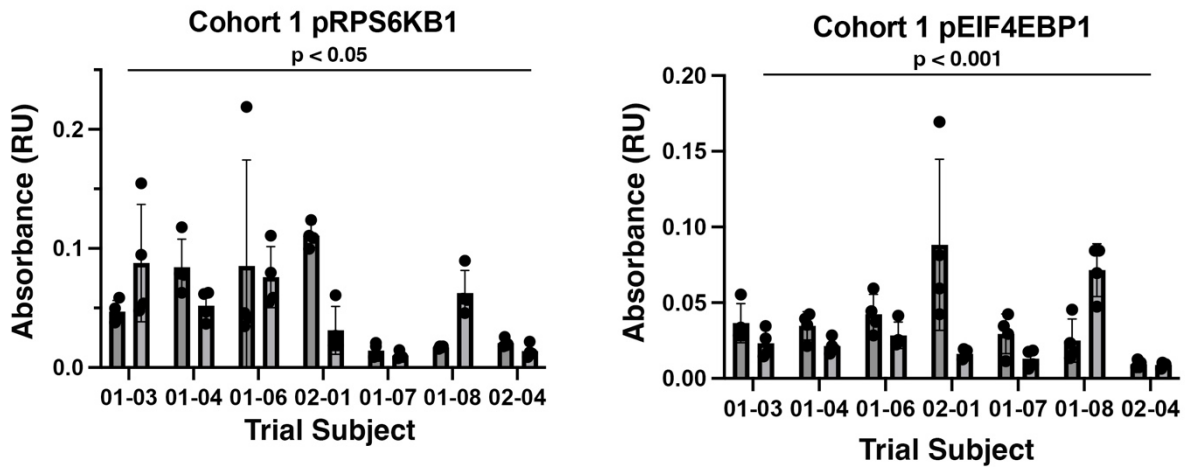 Cohort 1 pRPS6KB1
p < 0.05
Absorbance (RU)
0.2
0.1
0.0
01-03 01-04 01-06 02-01 01-07 01-08 02-04
Trial Subject
Cohort 1 pEIF4EBP1
p < 0.001
Absorbance (RU)
0.20
0.15
0.10
0.05
0.00
01-03 01-04 01-06 02-01 01-07 01-08 02-04
Trial Subject